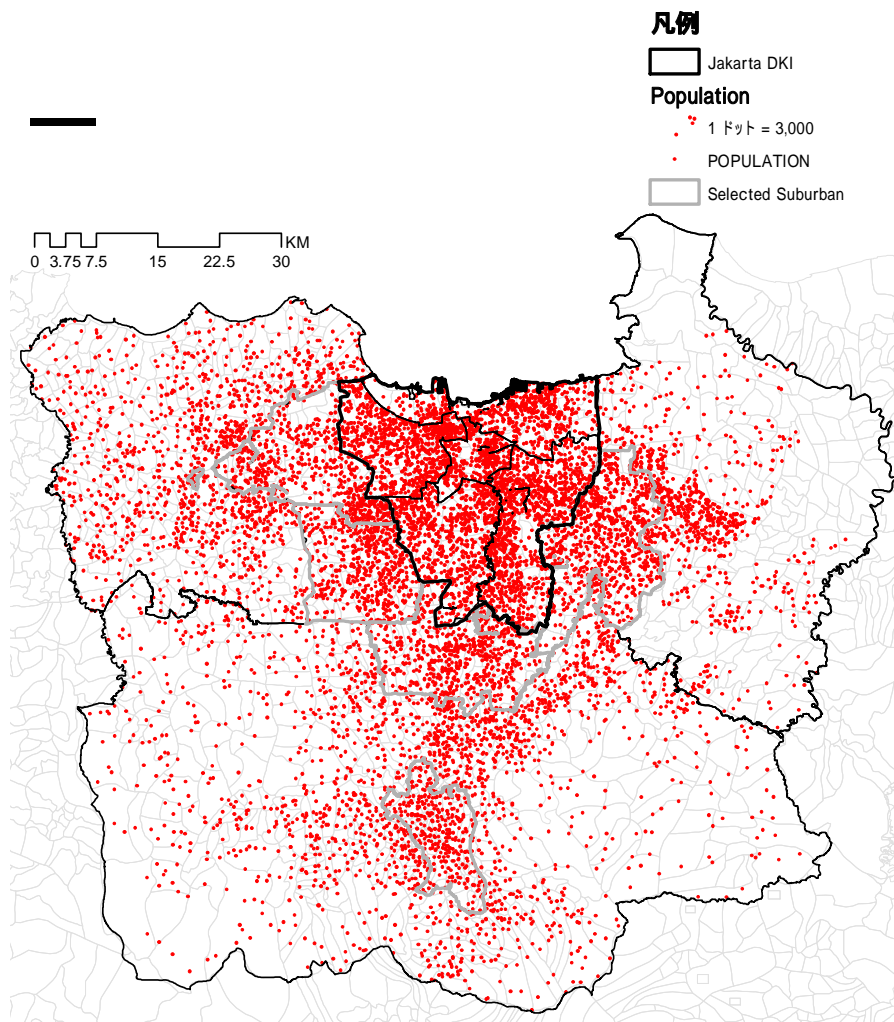 凡例
Jakarta DKI
Population
1 ドット = 3,000
POPULATION
Selected Suburban
KM
0 3.75 7.5 15 22.5 30